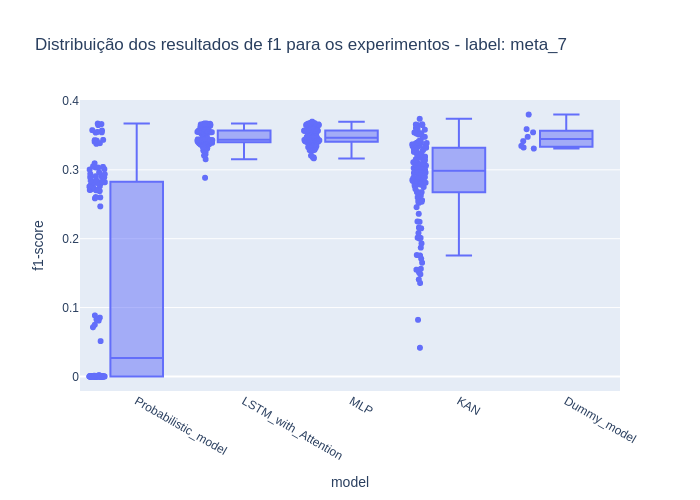 Distribuição dos resultados de f1 para os experimentos - label: meta_7
0.4
0.3
0.2
0.1
0
f1-score
Probabilistic_model
LSTM_with_Attention
MLP
KAN
Dummy_model
model